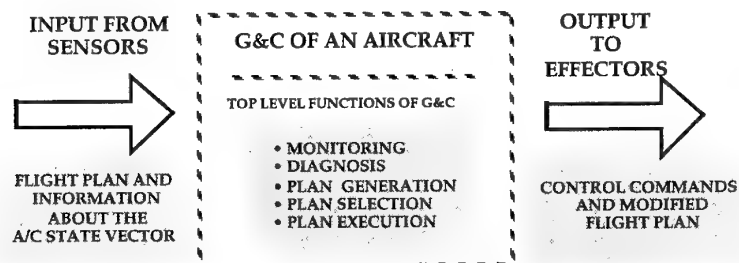 INPUT FROM
SENSORS
FLIGHT PLAN AND
INFORMATION
ABOUT THE
A/C STATE VECTOR
G&C OF AN AIRCRAFT
TOP LEVEL FUNCTIONS OF G&C
• MONITORING
• DIAGNOSIS
• PLAN GENERATION
• PLAN SELECTION
• PLAN EXECUTION
OUTPUT
TO
EFFECTORS
CONTROL COMMANDS
AND MODIFIED
FLIGHT PLAN